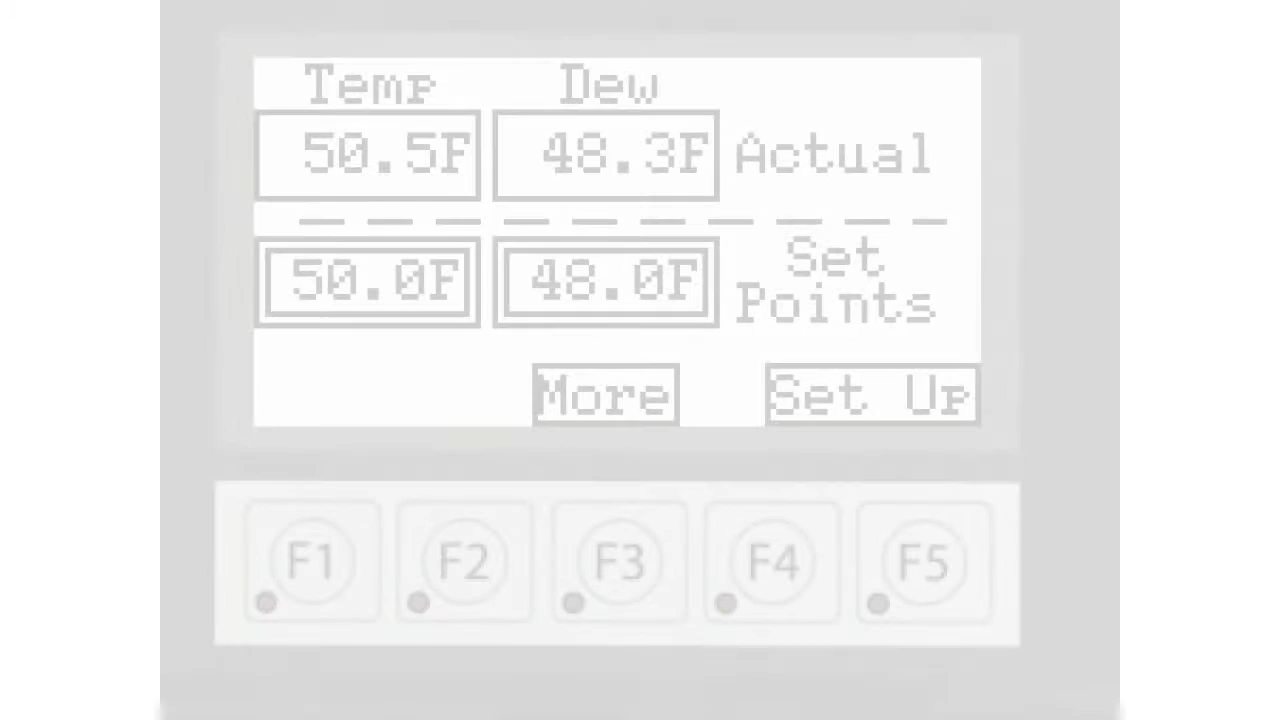 Temp Dew
50.5F 48.3F Actual
50.0F 48.0F Set Points
More Set Up
F1 F2 F3 F4 F5